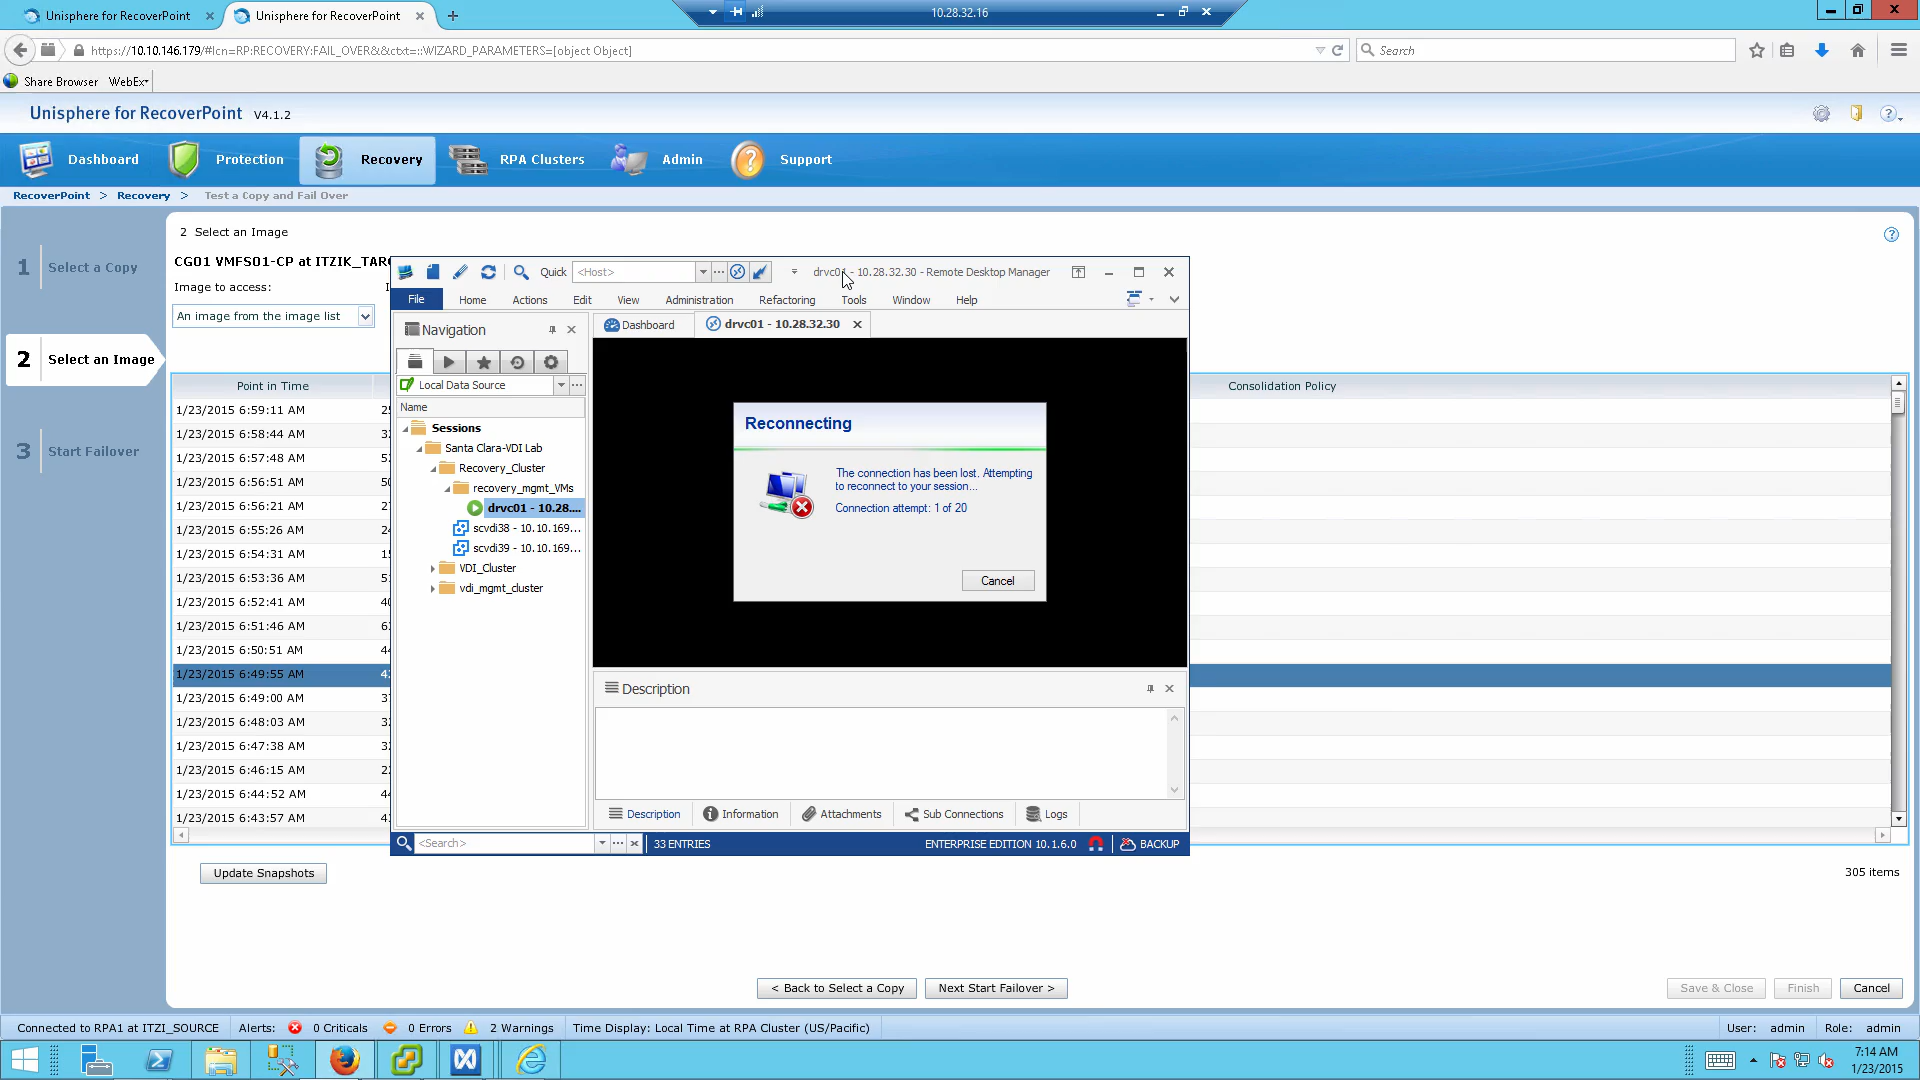 Unisphere for RecoverPoint
Unisphere for RecoverPoint
10.28.32.16
https://10.10.146.179/#lcn=RP:RECOVERY:FAIL_OVER&&ctxt=::WIZARD_PARAMETERS=[object Object]
Search
Share Browser WebEx
Unisphere for RecoverPoint V4.1.2
Dashboard Protection Recovery RPA Clusters Admin Support
RecoverPoint > Recovery > Test a Copy and Fail Over
1 Select a Copy
2 Select an Image
3 Start Failover
2 Select an Image
CG01 VMFS01-CP at ITZIK_TAR
Image to access:
An image from the image list
Point in Time
Consolidation Policy
1/23/2015 6:59:11 AM
1/23/2015 6:58:44 AM
1/23/2015 6:57:48 AM
1/23/2015 6:56:51 AM
1/23/2015 6:56:21 AM
1/23/2015 6:55:26 AM
1/23/2015 6:54:31 AM
1/23/2015 6:53:36 AM
1/23/2015 6:52:41 AM
1/23/2015 6:51:46 AM
1/23/2015 6:50:51 AM
1/23/2015 6:49:55 AM
1/23/2015 6:49:00 AM
1/23/2015 6:48:03 AM
1/23/2015 6:47:38 AM
1/23/2015 6:46:15 AM
1/23/2015 6:44:52 AM
1/23/2015 6:43:57 AM
Quick <Host>
drvc01 - 10.28.32.30 - Remote Desktop Manager
File Home Actions Edit View Administration Refactoring Tools Window Help
Navigation
Local Data Source
Name
Sessions
Santa Clara-VDI Lab
Recovery_Cluster
recovery_mgmt_VMs
drvc01 - 10.28....
scvdi38 - 10.10.169...
scvdi39 - 10.10.169...
VDI_Cluster
vdi_mgmt_cluster
Dashboard
drvc01 - 10.28.32.30
Reconnecting
The connection has been lost. Attempting
to reconnect to your session...
Connection attempt: 1 of 20
Cancel
Description
Description Information Attachments Sub Connections Logs
<Search>
33 ENTRIES
ENTERPRISE EDITION 10.1.6.0
BACKUP
Update Snapshots
305 items
< Back to Select a Copy
Next Start Failover >
Save & Close
Finish
Cancel
Connected to RPA1 at ITZI_SOURCE
Alerts: 0 Criticals 0 Errors 2 Warnings
Time Display: Local Time at RPA Cluster (US/Pacific)
User: admin Role: admin
7:14 AM
1/23/2015